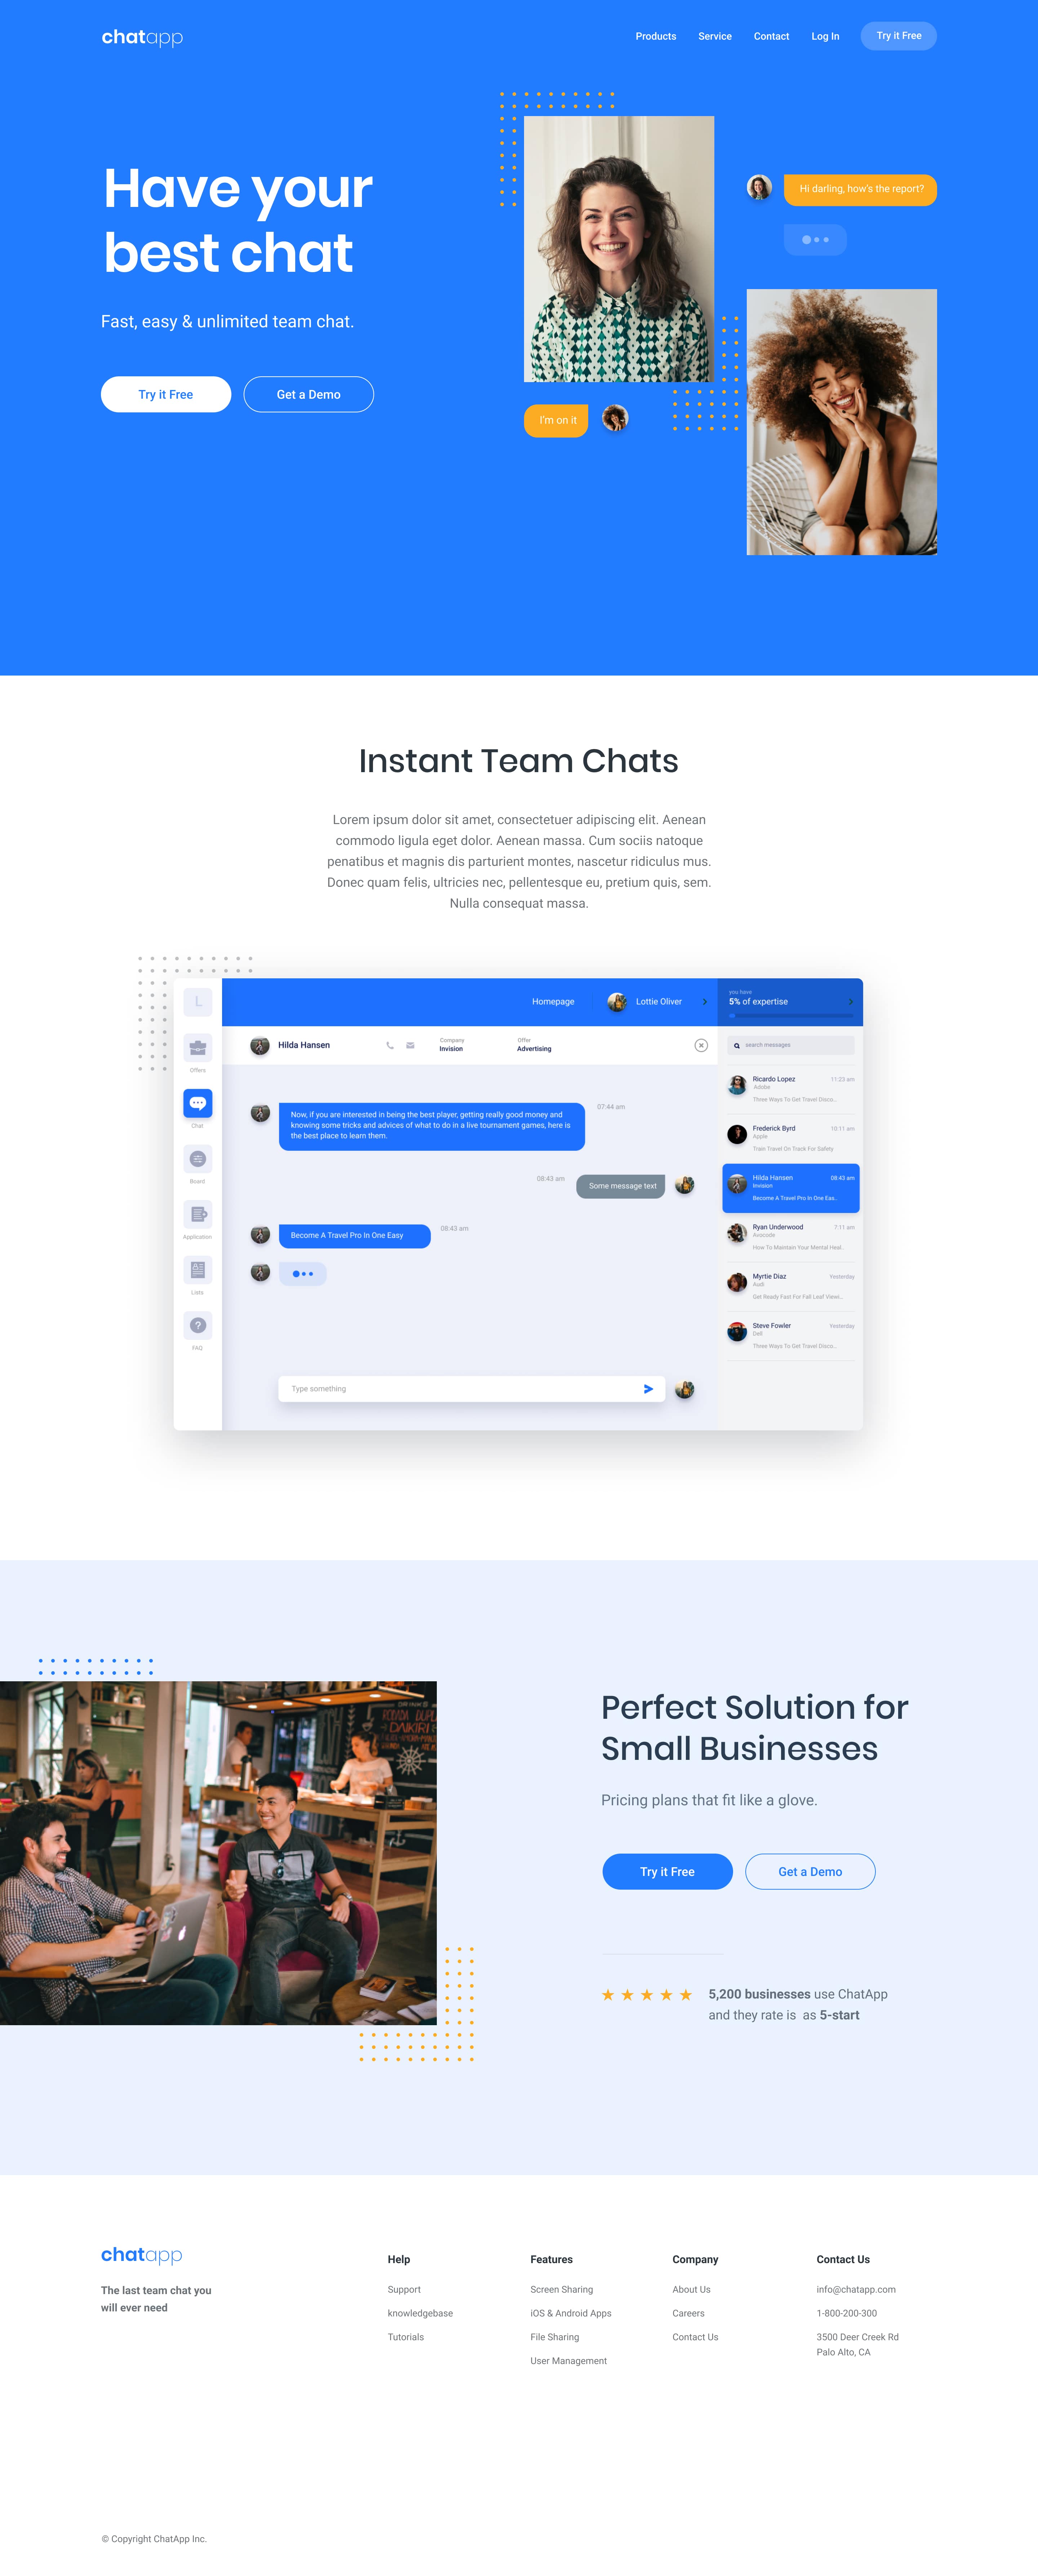 chatapp
Products Service Contact Log In Try it Free
Have your
best chat
Fast, easy & unlimited team chat.
Try it Free Get a Demo
Hi darling, how's the report?
I'm on it
Instant Team Chats
Lorem ipsum dolor sit amet, consectetuer adipiscing elit. Aenean
commodo ligula eget dolor. Aenean massa. Cum sociis natoque
penatibus et magnis dis parturient montes, nascetur ridiculus mus.
Donec quam felis, ultricies nec, pellentesque eu, pretium quis, sem.
Nulla consequat massa.
L
Offers
Chat
Board
Application
Lists
FAQ
Homepage Lottie Oliver
you have
5% of expertise
Hilda Hansen
Company
Invision
Offer
Advertising
Now, if you are interested in being the best player, getting really good money and
knowing some tricks and advices of what to do in a live tournament games, here is
the best place to learn them.
07:44 am
08:43 am
Some message text
Become A Travel Pro In One Easy
08:43 am
Type something
search messages
Ricardo Lopez 11:23 am
Adobe
Three Ways To Get Travel Disco...
Frederick Byrd 10:11 am
Apple
Train Travel On Track For Safety
Hilda Hansen 08:43 am
Invision
Become A Travel Pro In One Eas..
Ryan Underwood 7:11 am
Avocode
How To Maintain Your Mental Heal..
Myrtie Diaz Yesterday
Audi
Get Ready Fast For Fall Leaf Viewi...
Steve Fowler Yesterday
Dell
Three Ways To Get Travel Disco...
Perfect Solution for
Small Businesses
Pricing plans that fit like a glove.
Try it Free Get a Demo
5,200 businesses use ChatApp
and they rate is as 5-start
chatapp
The last team chat you
will ever need
Help
Support
knowledgebase
Tutorials
Features
Screen Sharing
iOS & Android Apps
File Sharing
User Management
Company
About Us
Careers
Contact Us
Contact Us
info@chatapp.com
1-800-200-300
3500 Deer Creek Rd
Palo Alto, CA
© Copyright ChatApp Inc.